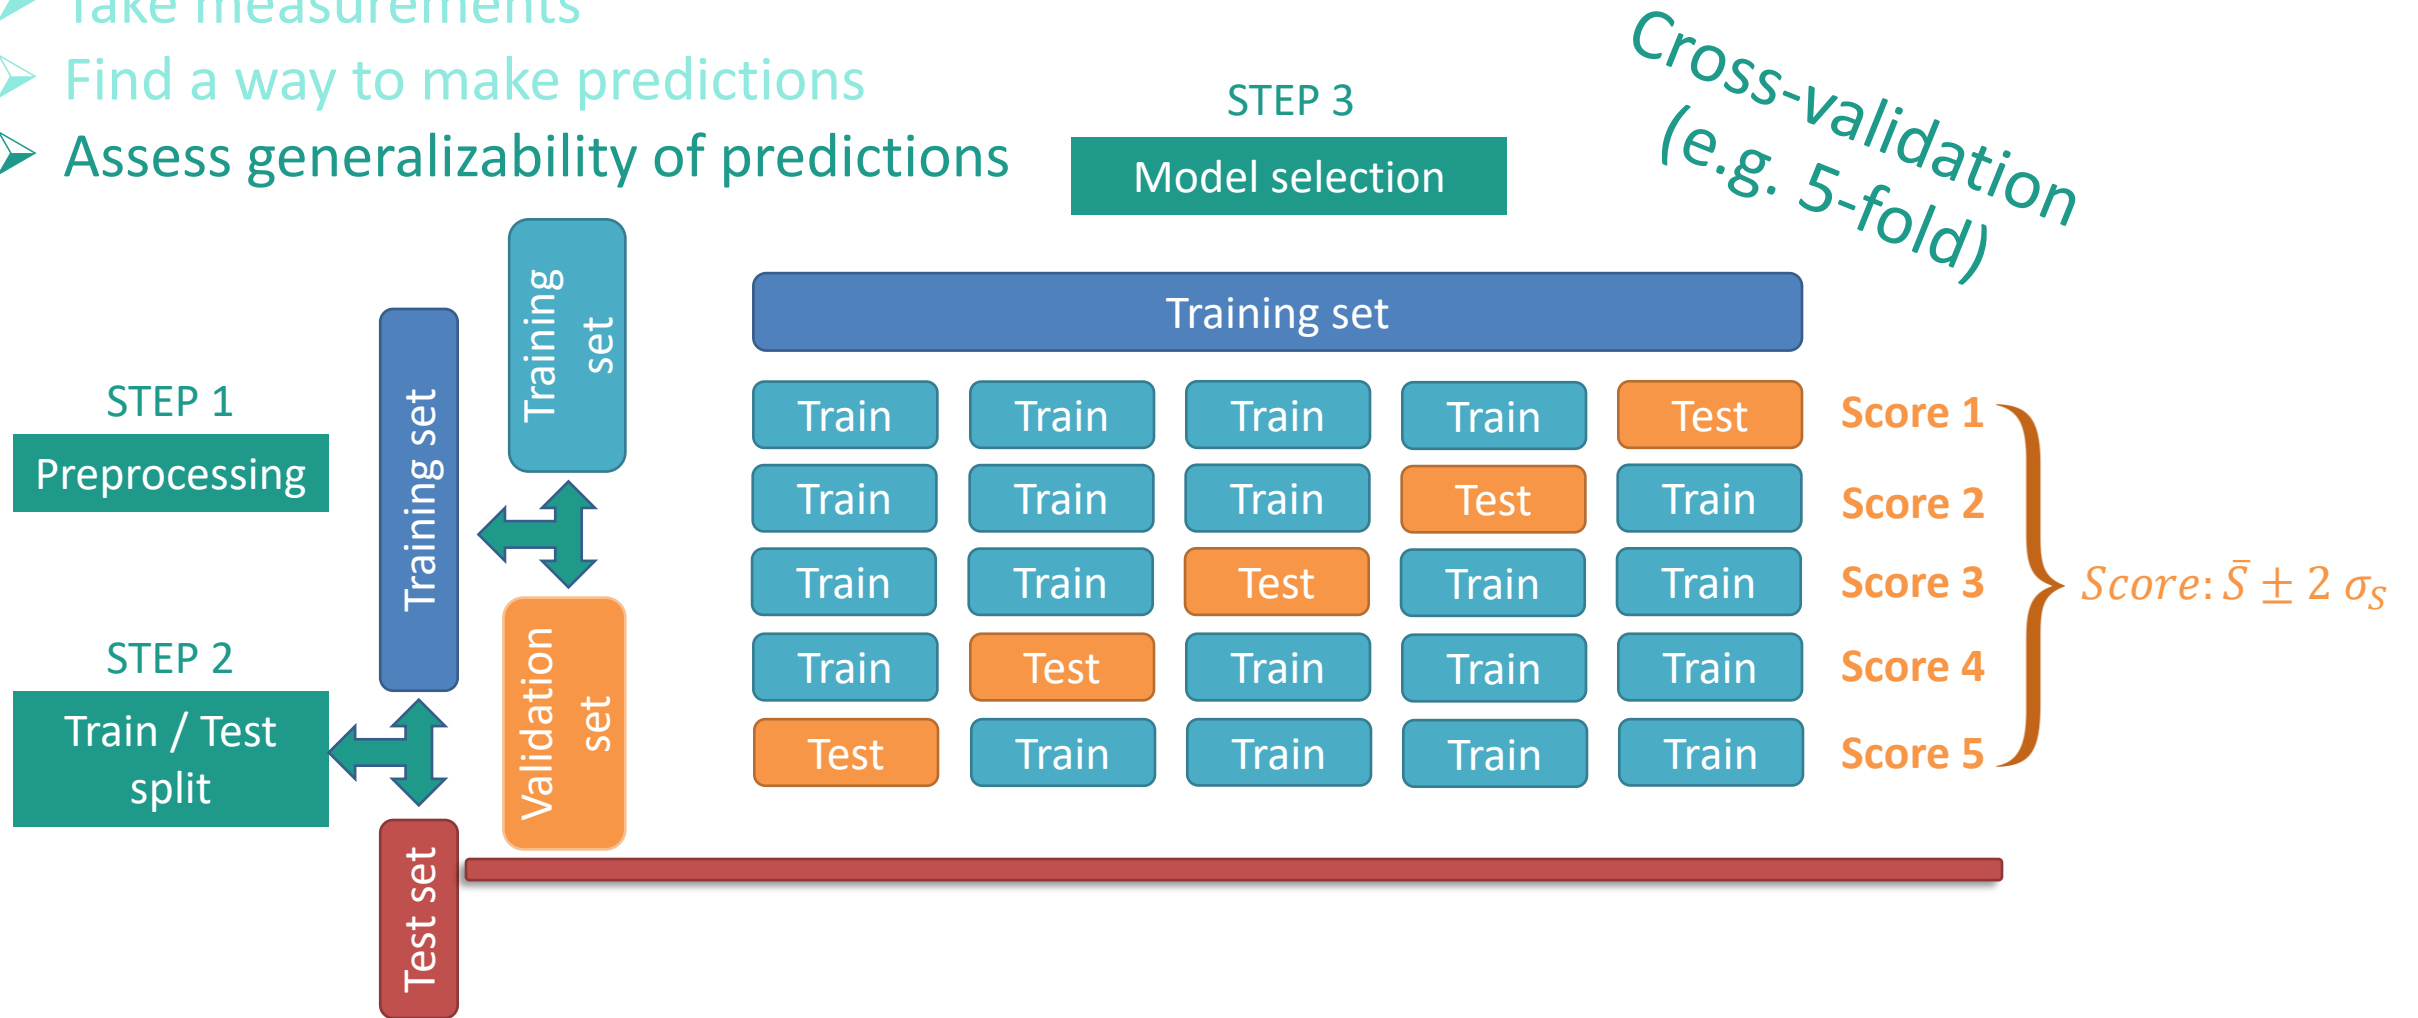 Take measurements
Find a way to make predictions
Assess generalizability of predictions
STEP 3
Model selection
Cross-validation
(e.g. 5-fold)
STEP 1
Preprocessing
STEP 2
Train / Test
split
Training set
Test set
Training
set
Validation
set
Training set
Train Train Train Train Test Score 1
Train Train Train Test Train Score 2
Train Train Test Train Train Score 3
Train Test Train Train Train Score 4
Test Train Train Train Train Score 5
Score: S̄ ± 2 σ_S